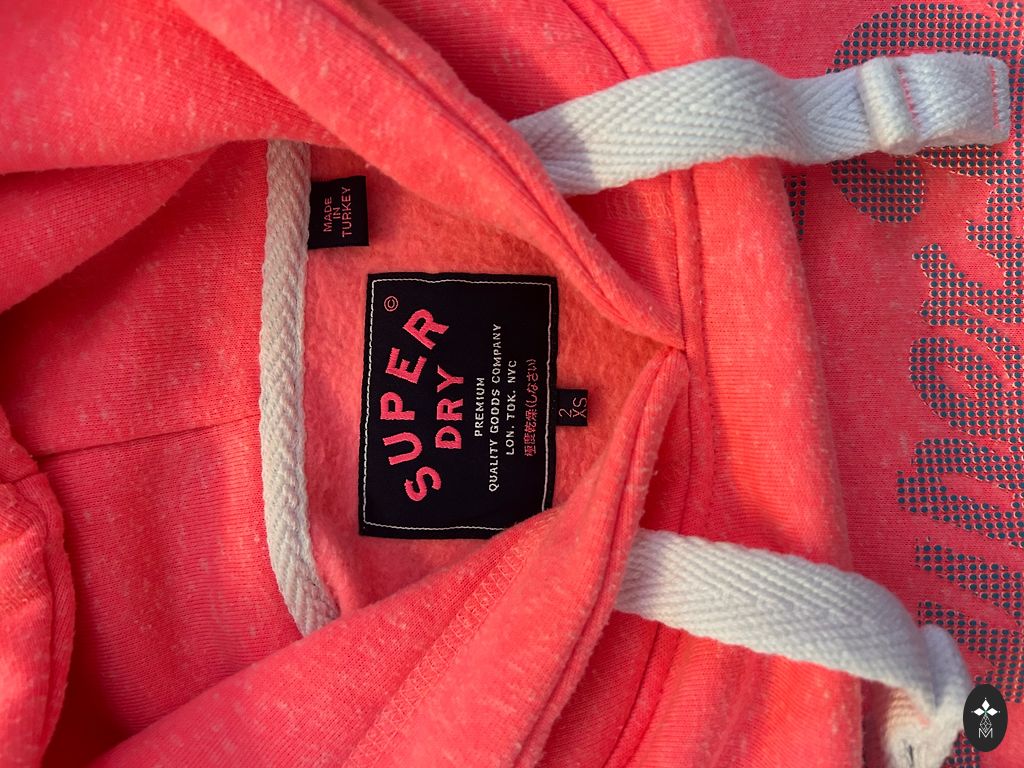 MADE
IN
TURKEY
©
SUPER
DRY
PREMIUM
QUALITY GOODS COMPANY
LON. TOK. NYC
極度乾燥(しなさい)
2
XS
Super
M